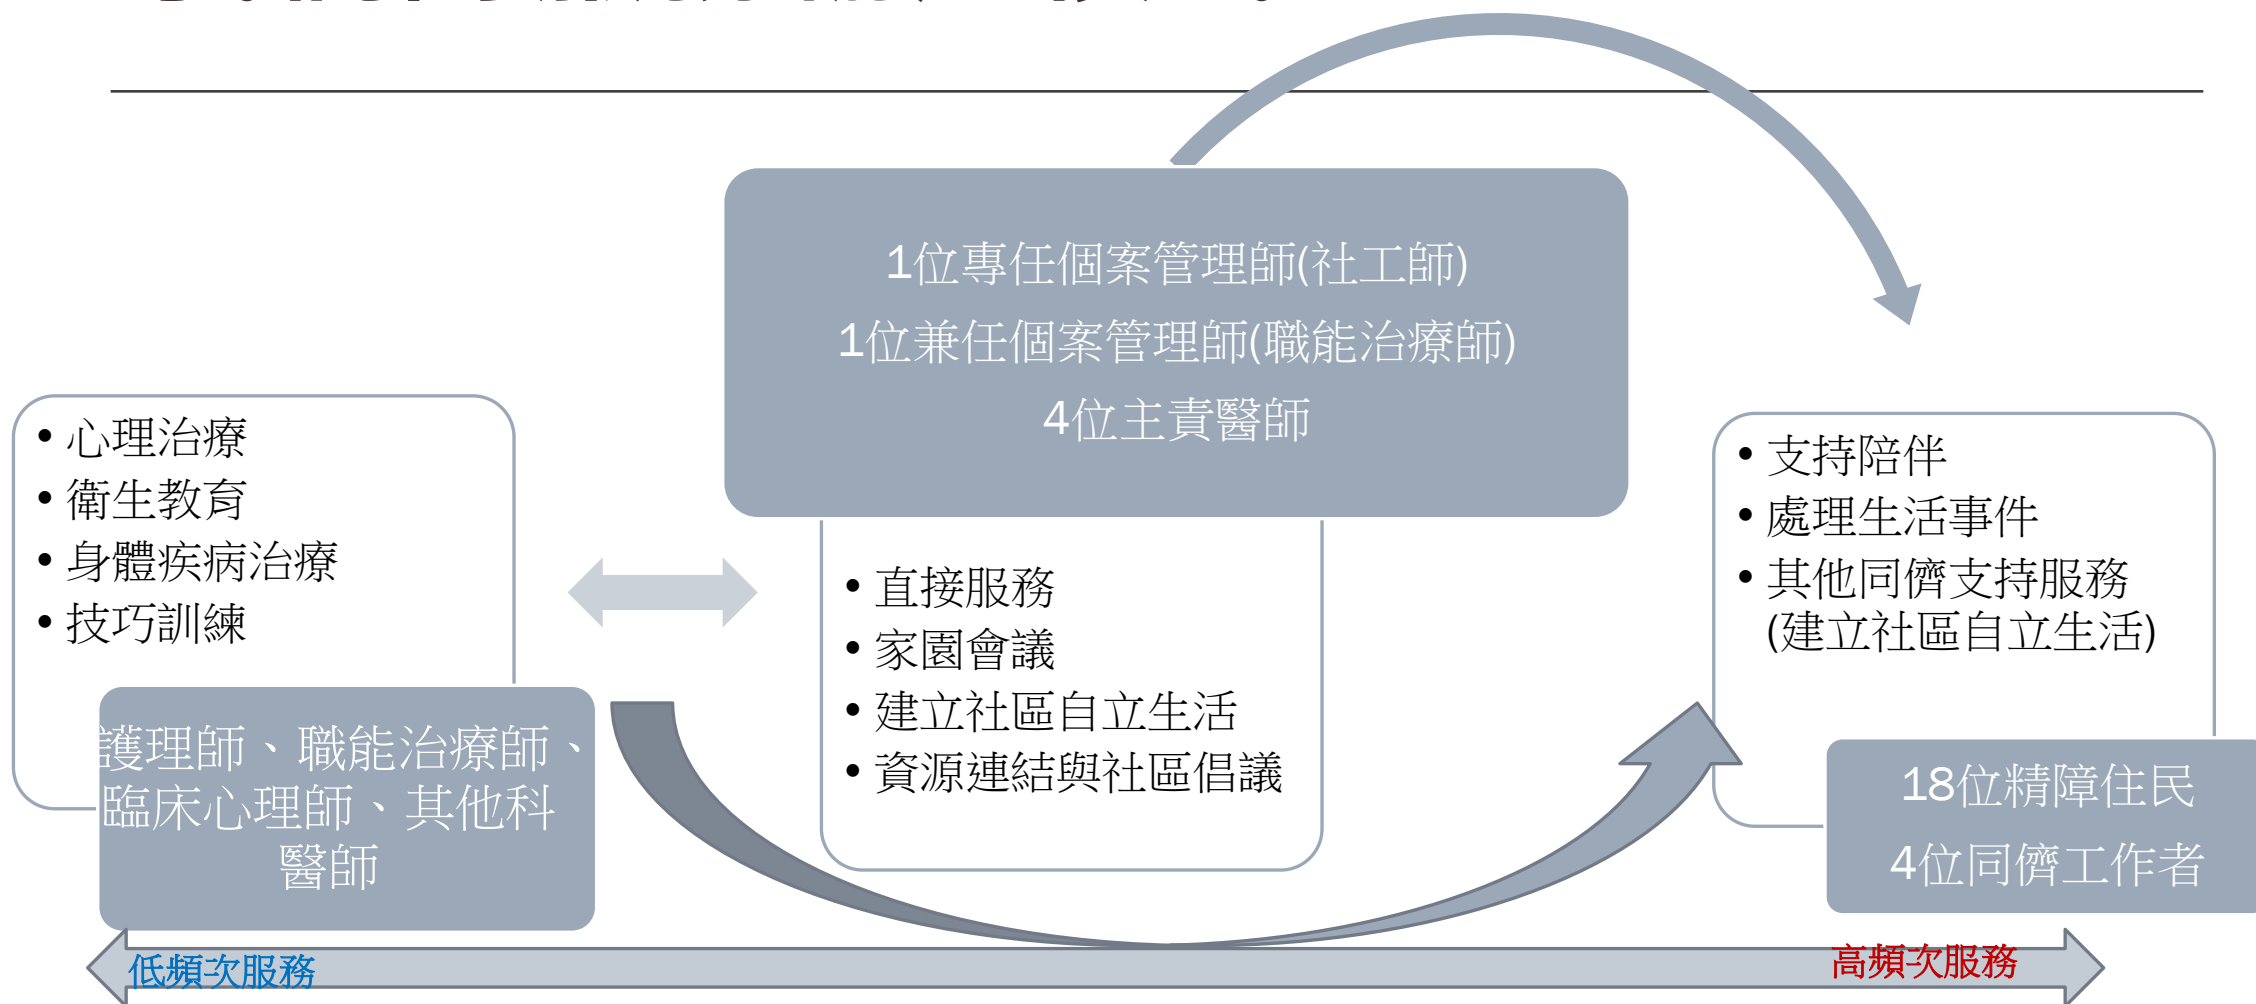 1位專任個案管理師(社工師)
1位兼任個案管理師(職能治療師)
4位主責醫師
• 心理治療
• 衛生教育
• 身體疾病治療
• 技巧訓練
護理師、職能治療師、
臨床心理師、其他科
醫師
• 直接服務
• 家園會議
• 建立社區自立生活
• 資源連結與社區倡議
• 支持陪伴
• 處理生活事件
• 其他同儕支持服務
(建立社區自立生活)
18位精障住民
4位同儕工作者
低頻次服務
高頻次服務